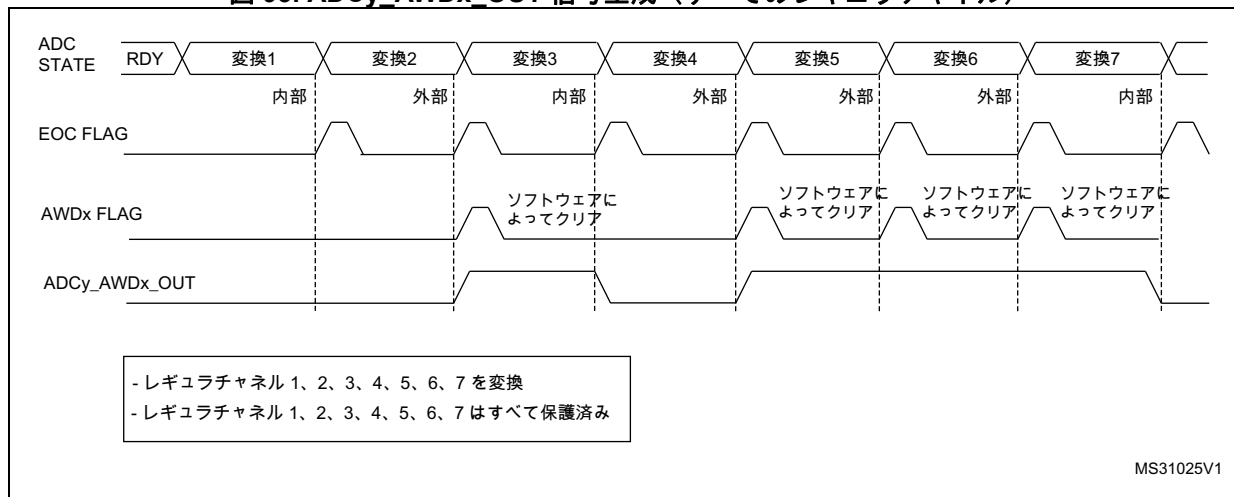 ADC
STATE
RDY 変換1 変換2 変換3 変換4 変換5 変換6 変換7
内部 外部 内部 外部 外部 外部 内部
EOC FLAG
AWDx FLAG
ソフトウェアに
よってクリア
ソフトウェアに
よってクリア
ソフトウェアに
よってクリア
ソフトウェアに
よってクリア
ADCy_AWDx_OUT
- レギュラチャネル 1、2、3、4、5、6、7 を変換
- レギュラチャネル 1、2、3、4、5、6、7 はすべて保護済み
MS31025V1